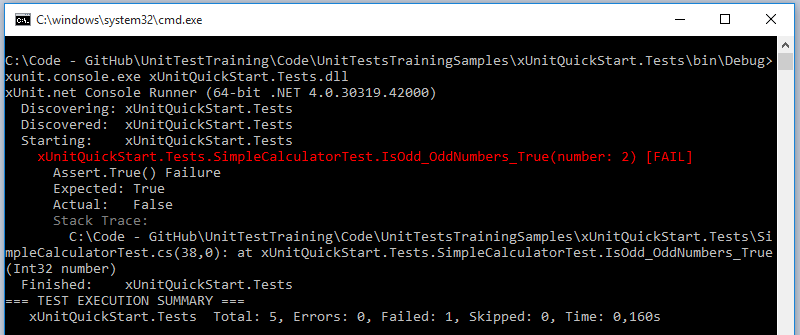 C:\windows\system32\cmd.exe
C:\Code - GitHub\UnitTestTraining\Code\UnitTestsTrainingSamples\xUnitQuickStart.Tests\bin\Debug>
xunit.console.exe xUnitQuickStart.Tests.dll
xUnit.net Console Runner (64-bit .NET 4.0.30319.42000)
  Discovering: xUnitQuickStart.Tests
  Discovered:  xUnitQuickStart.Tests
  Starting:    xUnitQuickStart.Tests
    xUnitQuickStart.Tests.SimpleCalculatorTest.IsOdd_OddNumbers_True(number: 2) [FAIL]
      Assert.True() Failure
      Expected: True
      Actual:   False
      Stack Trace:
        C:\Code - GitHub\UnitTestTraining\Code\UnitTestsTrainingSamples\xUnitQuickStart.Tests\Si
mpleCalculatorTest.cs(38,0): at xUnitQuickStart.Tests.SimpleCalculatorTest.IsOdd_OddNumbers_True
(Int32 number)
  Finished:    xUnitQuickStart.Tests
=== TEST EXECUTION SUMMARY ===
   xUnitQuickStart.Tests  Total: 5, Errors: 0, Failed: 1, Skipped: 0, Time: 0,160s